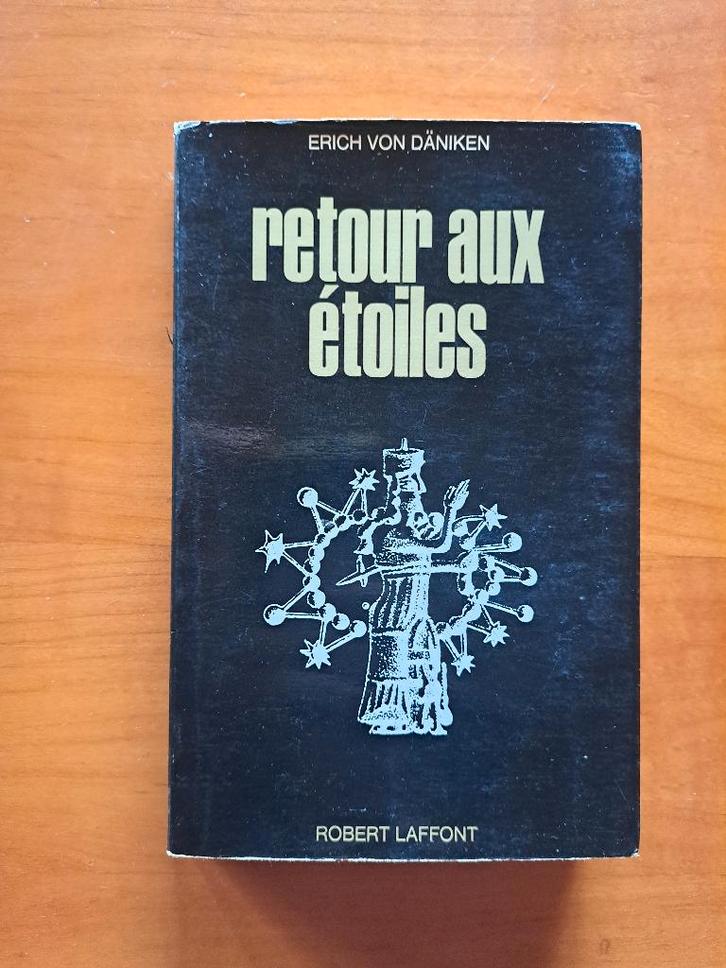 ERICH VON DÄNIKEN
retour aux
étoiles
ROBERT LAFFONT